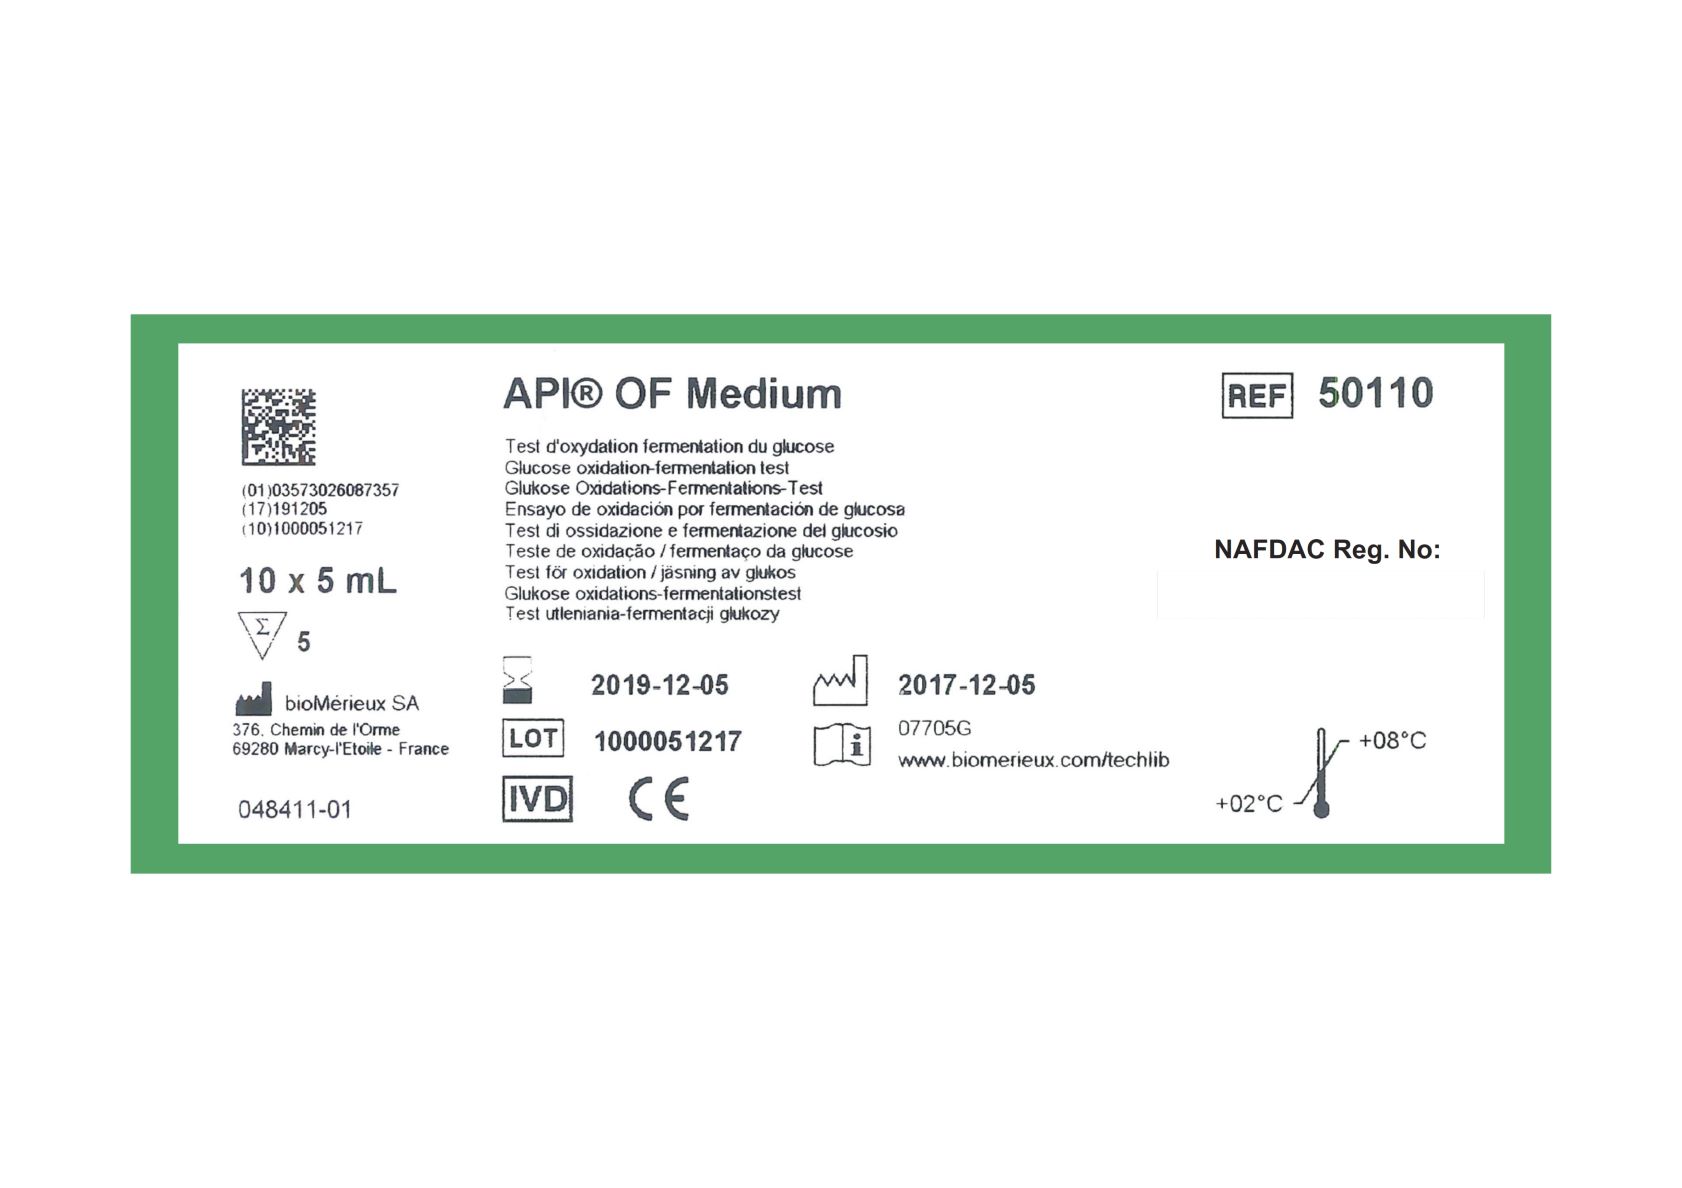 API® OF Medium
REF 50110
Test d'oxydation fermentation du glucose
Glucose oxidation-fermentation test
Glukose Oxidations-Fermentations-Test
Ensayo de oxidación por fermentación de glucosa
Test di ossidazione e fermentazione del glucosio
Teste de oxidação / fermentaço da glucose
Test för oxidation / jäsning av glukos
Glukose oxidations-fermentationstest
Test utleniania-fermentacji glukozy
(01)03573026087357
(17)191205
(10)1000051217
10 x 5 mL
Σ 5
bioMérieux SA
376, Chemin de l'Orme
69280 Marcy-l'Etoile - France
048411-01
2019-12-05
LOT 1000051217
IVD CE
2017-12-05
i 07705G
www.biomerieux.com/techlib
NAFDAC Reg. No:
+08°C
+02°C